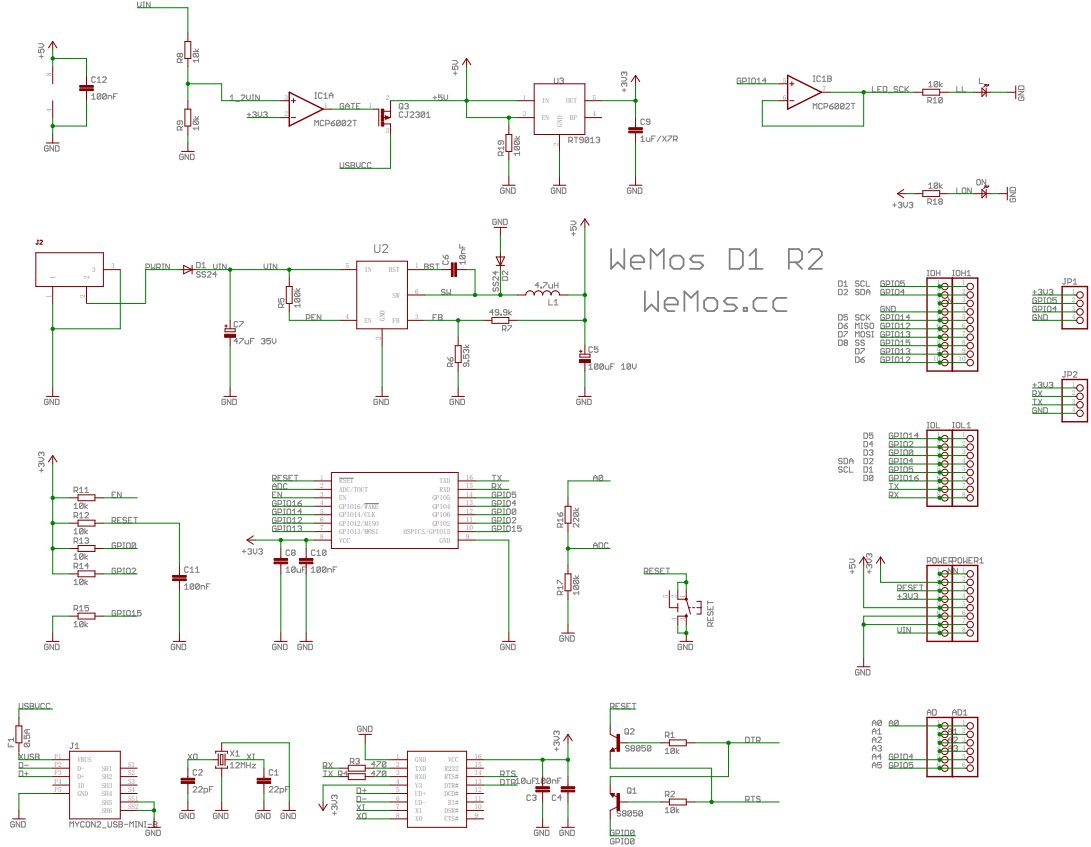 VIN
+5V
C12
100nF
GND
R8
10k
R9
10k
GND
1_2VIN
+3V3
IC1A
MCP6002T
GATE
Q3
CJ2301
USBVCC
+5V
+5V
R19
100k
GND
U3
IN
OUT
EN
GND
BP
RT9013
GND
+3V3
C9
1uF/X7R
GND
GPIO14
IC1B
MCP6002T
LED_SCK
10k
R10
LL
L
GND
+3V3
10k
R18
LON
ON
GND
J2
GND
PWRIN
D1
SS24
VIN
C7
47uF 35V
GND
VIN
R5
100k
PEN
U2
IN
BST
SW
EN
GND
FB
GND
BST
C6
10nF
SW
FB
GND
SS24
D2
4.7uH
L1
49.9k
R7
R6
9.53k
GND
+5V
C5
100uF 10V
GND
WeMos D1 R2
WeMos.cc
IOH
IOH1
D1 SCL GPIO5
D2 SDA GPIO4
GND
D5 SCK GPIO14
D6 MISO GPIO12
D7 MOSI GPIO13
D8 SS GPIO15
D7 GPIO13
D6 GPIO12
JP1
+3V3
GPIO5
GPIO4
GND
JP2
+3V3
RX
TX
GND
IOL
IOL1
D5 GPIO14
D4 GPIO2
D3 GPIO0
SDA D2 GPIO4
SCL D1 GPIO5
D0 GPIO16
TX
RX
+3V3
R11
10k
EN
R12
10k
RESET
R13
10k
GPIO0
R14
10k
GPIO2
R15
10k
GPIO15
GND
C11
100nF
GND
RESET
ADC
EN
GPIO16
GPIO14
GPIO12
GPIO13
+3V3
RESET
ADC/TOUT
EN
GPIO16/WAKE
GPIO14/CLK
GPIO12/MISO
GPIO13/MOSI
VCC
TXD
RXD
GPIO5
GPIO4
GPIO0
GPIO2
HSPICS/GPIO15
GND
TX
RX
GPIO5
GPIO4
GPIO0
GPIO2
GPIO15
C8
10uF
C10
100nF
GND
GND
GND
A0
R16
220k
ADC
R17
100k
GND
RESET
RESET
GND
+5V
+3V3
POWER
POWER1
RESET
+3V3
VIN
GND
USBVCC
F1
0.5A
XUSB
D-
D+
GND
J1
VBUS
D-
D+
ID
GND
SH1
SH2
SH3
SH4
SH5
SH6
MYCON2_USB-MINI-B
GND
XO
X1
12MHz
XI
C2
22pF
C1
22pF
GND
GND
GND
GND
RX
R3
470
TX
R4
470
+3V3
D+
D-
XI
XO
GND
TXD
RXD
V3
UD+
UD-
XI
XO
VCC
R232
RTS#
DTR#
DCD#
RI#
DSR#
CTS#
RTS
DTR
10uF
C3
100nF
C4
+3V3
GND
GND
RESET
Q2
S8050
R1
10k
DTR
Q1
S8050
R2
10k
RTS
GPIO0
GPIO0
AD
AD1
A0 A0
A1
A2
A3
A4 GPIO4
A5 GPIO5